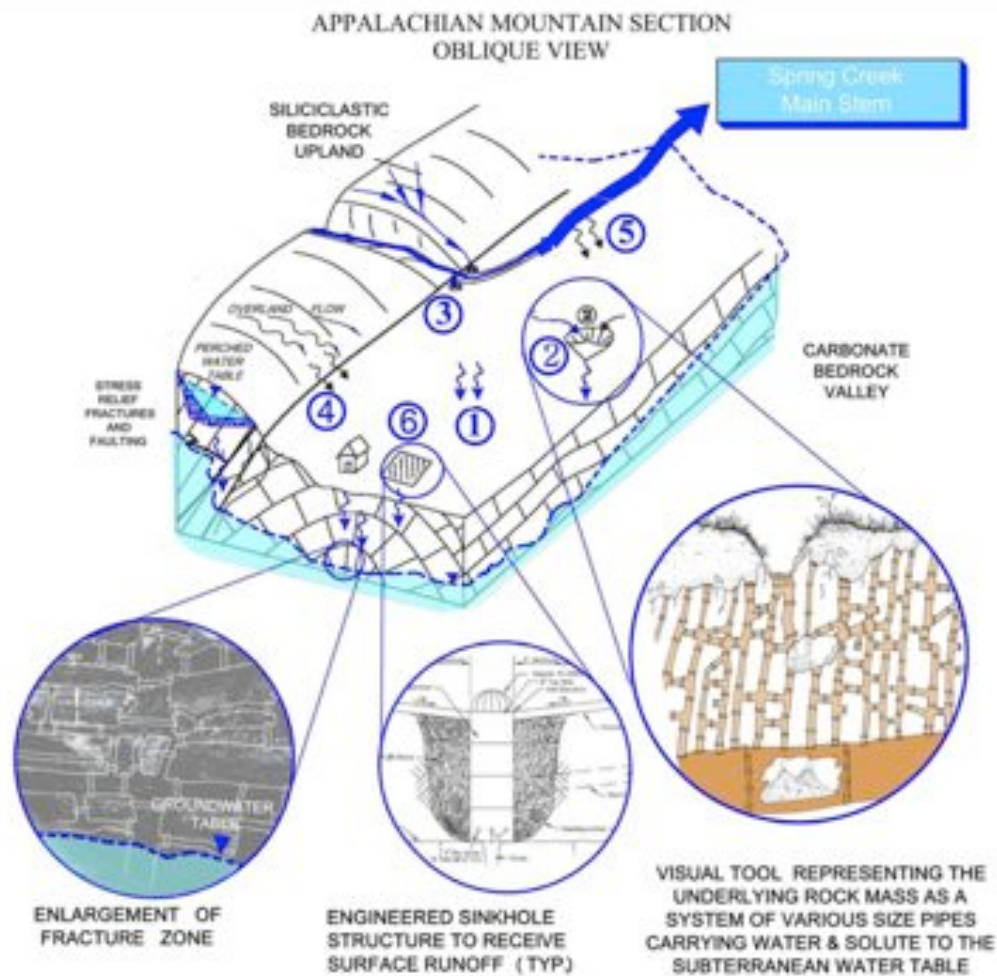 APPALACHIAN MOUNTAIN SECTION
OBLIQUE VIEW
Spring Creek
Main Stem
SILICICLASTIC
BEDROCK
UPLAND
5
3
OVERLAND FLOW
PERCHED
WATER
TABLE
2
CARBONATE
BEDROCK
VALLEY
STRESS
RELIEF
FRACTURES
AND
FAULTING
4
6
1
GROUNDWATER
TABLE
ENLARGEMENT OF
FRACTURE ZONE
ENGINEERED SINKHOLE
STRUCTURE TO RECEIVE
SURFACE RUNOFF (TYP.)
VISUAL TOOL REPRESENTING THE
UNDERLYING ROCK MASS AS A
SYSTEM OF VARIOUS SIZE PIPES
CARRYING WATER & SOLUTE TO THE
SUBTERRANEAN WATER TABLE